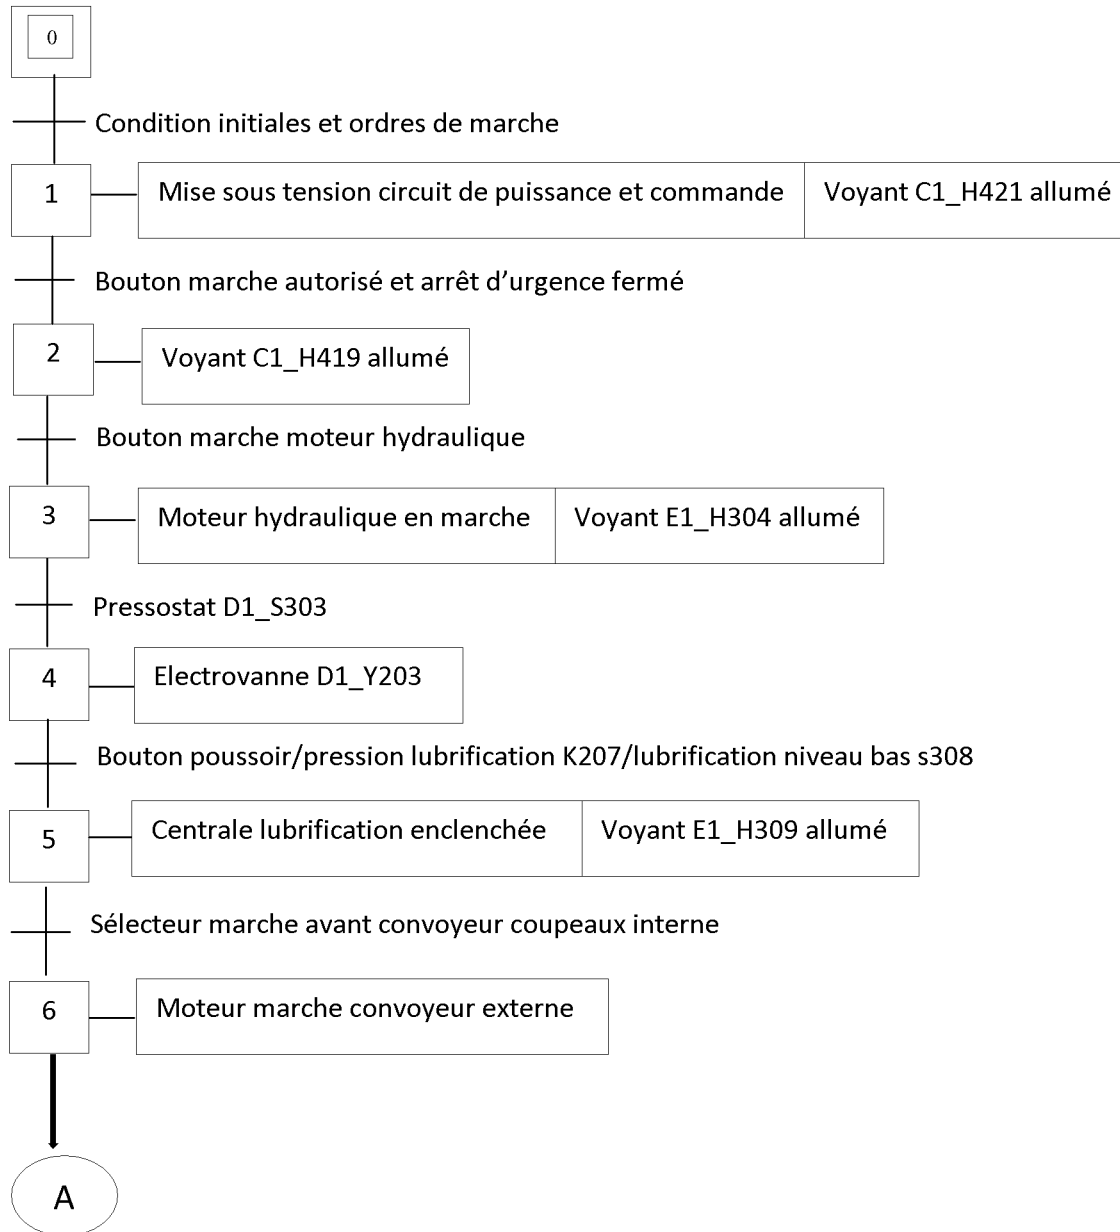 0
Condition initiales et ordres de marche
1
Mise sous tension circuit de puissance et commande
Voyant C1_H421 allumé
Bouton marche autorisé et arrêt d’urgence fermé
2
Voyant C1_H419 allumé
Bouton marche moteur hydraulique
3
Moteur hydraulique en marche
Voyant E1_H304 allumé
Pressostat D1_S303
4
Electrovanne D1_Y203
Bouton poussoir/pression lubrification K207/lubrification niveau bas s308
5
Centrale lubrification enclenchée
Voyant E1_H309 allumé
Sélecteur marche avant convoyeur coupeaux interne
6
Moteur marche convoyeur externe
A